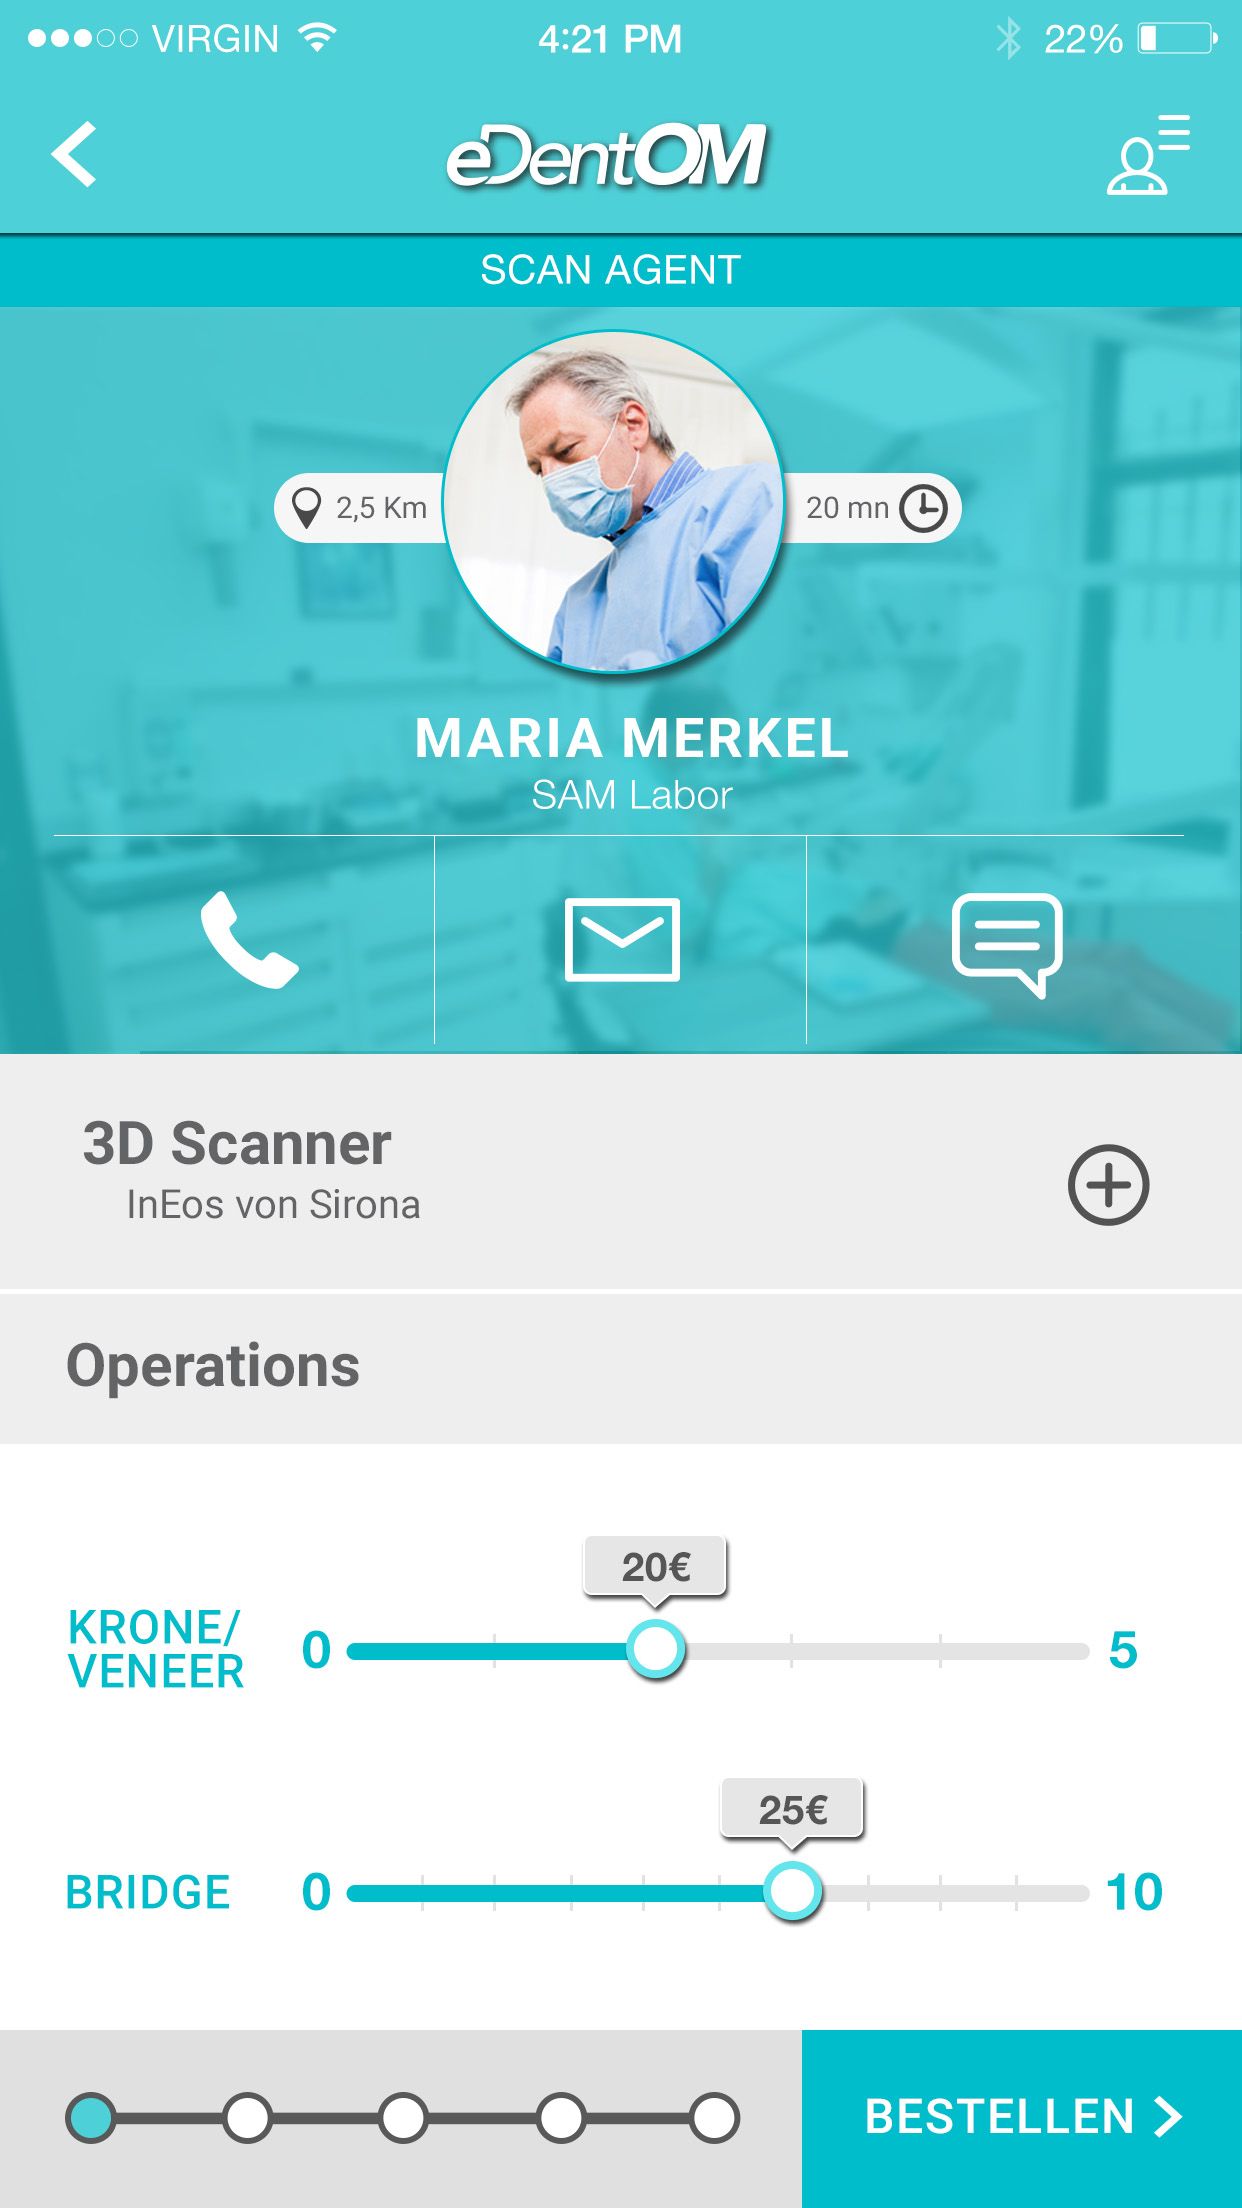 VIRGIN 4:21 PM 22%
eDentOM
SCAN AGENT
2,5 Km 20 mn
MARIA MERKEL
SAM Labor
3D Scanner
InEos von Sirona
Operations
20€
KRONE/
VENEER
0 5
25€
BRIDGE 0 10
BESTELLEN